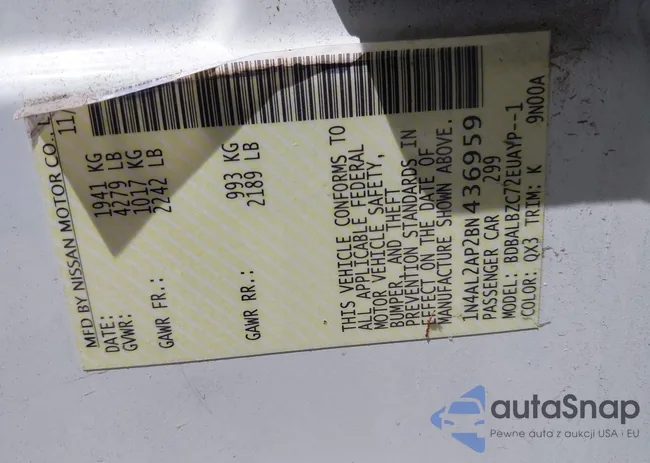 MFD BY NISSAN MOTOR CO., L
DATE: 11/
GVWR: 1941 KG
4279 LB
GAWR FR.: 1017 KG
2242 LB
GAWR RR.: 993 KG
2189 LB
THIS VEHICLE CONFORMS TO
ALL APPLICABLE FEDERAL
MOTOR VEHICLE SAFETY,
BUMPER, AND THEFT
PREVENTION STANDARDS IN
EFFECT ON THE DATE OF
MANUFACTURE SHOWN ABOVE.
1N4AL2AP2BN436959
PASSENGER CAR 299
MODEL: BDBALBZC72EUAYP--1
COLOR: QX3 TRIM: K 9N00A
autaSnap
Pewne auta z aukcji USA i EU